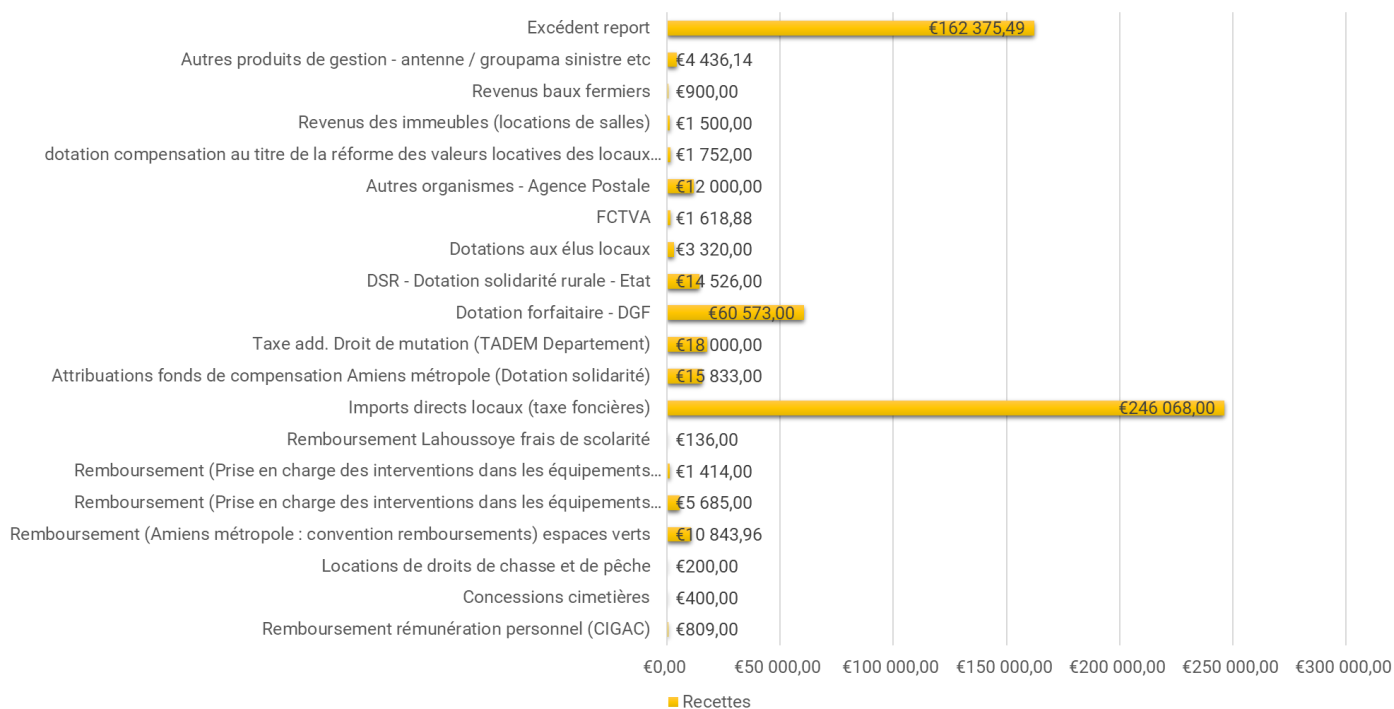 Excédent report €162 375,49
Autres produits de gestion - antenne / groupama sinistre etc €4 436,14
Revenus baux fermiers €900,00
Revenus des immeubles (locations de salles) €1 500,00
dotation compensation au titre de la réforme des valeurs locatives des locaux… €1 752,00
Autres organismes - Agence Postale €12 000,00
FCTVA €1 618,88
Dotations aux élus locaux €3 320,00
DSR - Dotation solidarité rurale - Etat €14 526,00
Dotation forfaitaire - DGF €60 573,00
Taxe add. Droit de mutation (TADEM Departement) €18 000,00
Attribuations fonds de compensation Amiens métropole (Dotation solidarité) €15 833,00
Imports directs locaux (taxe foncières) €246 068,00
Remboursement Lahoussoye frais de scolarité €136,00
Remboursement (Prise en charge des interventions dans les équipements… €1 414,00
Remboursement (Prise en charge des interventions dans les équipements… €5 685,00
Remboursement (Amiens métropole : convention remboursements) espaces verts €10 843,96
Locations de droits de chasse et de pêche €200,00
Concessions cimetières €400,00
Remboursement rémunération personnel (CIGAC) €809,00
€0,00 €50 000,00 €100 000,00 €150 000,00 €200 000,00 €250 000,00 €300 000,00
Recettes